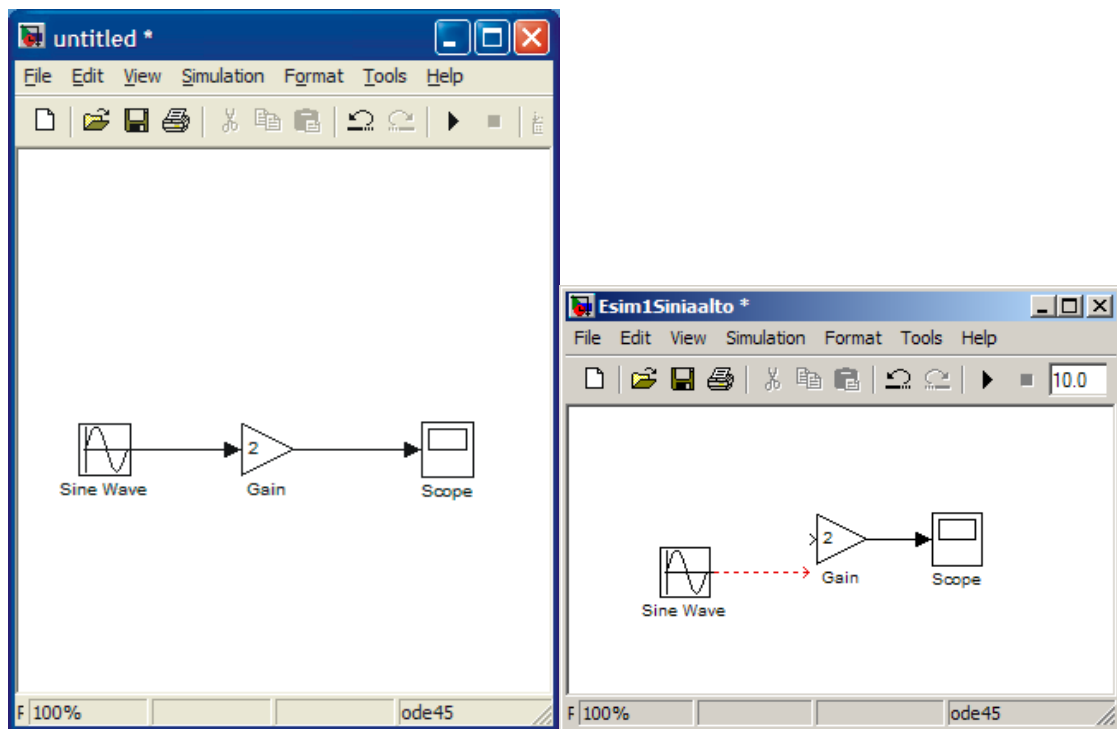 untitled *
File Edit View Simulation Format Tools Help
2
Sine Wave Gain Scope
F 100% ode45
Esim1Siniaalto *
File Edit View Simulation Format Tools Help
10.0
2
Gain Scope
Sine Wave
F 100% ode45